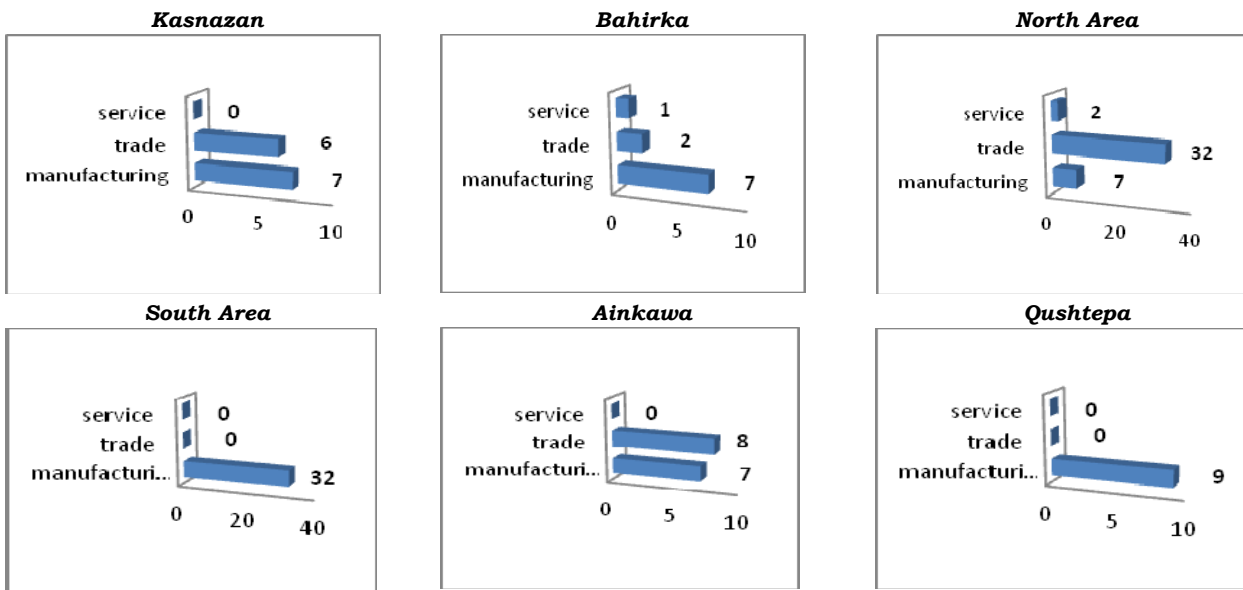 Kasnazan
service 0
trade 6
manufacturing 7
0 5 10
Bahirka
service 1
trade 2
manufacturing 7
0 5 10
North Area
service 2
trade 32
manufacturing 7
0 20 40
South Area
service 0
trade 0
manufacturi... 32
0 20 40
Ainkawa
service 0
trade 8
manufacturi... 7
0 5 10
Qushtepa
service 0
trade 0
manufacturi... 9
0 5 10